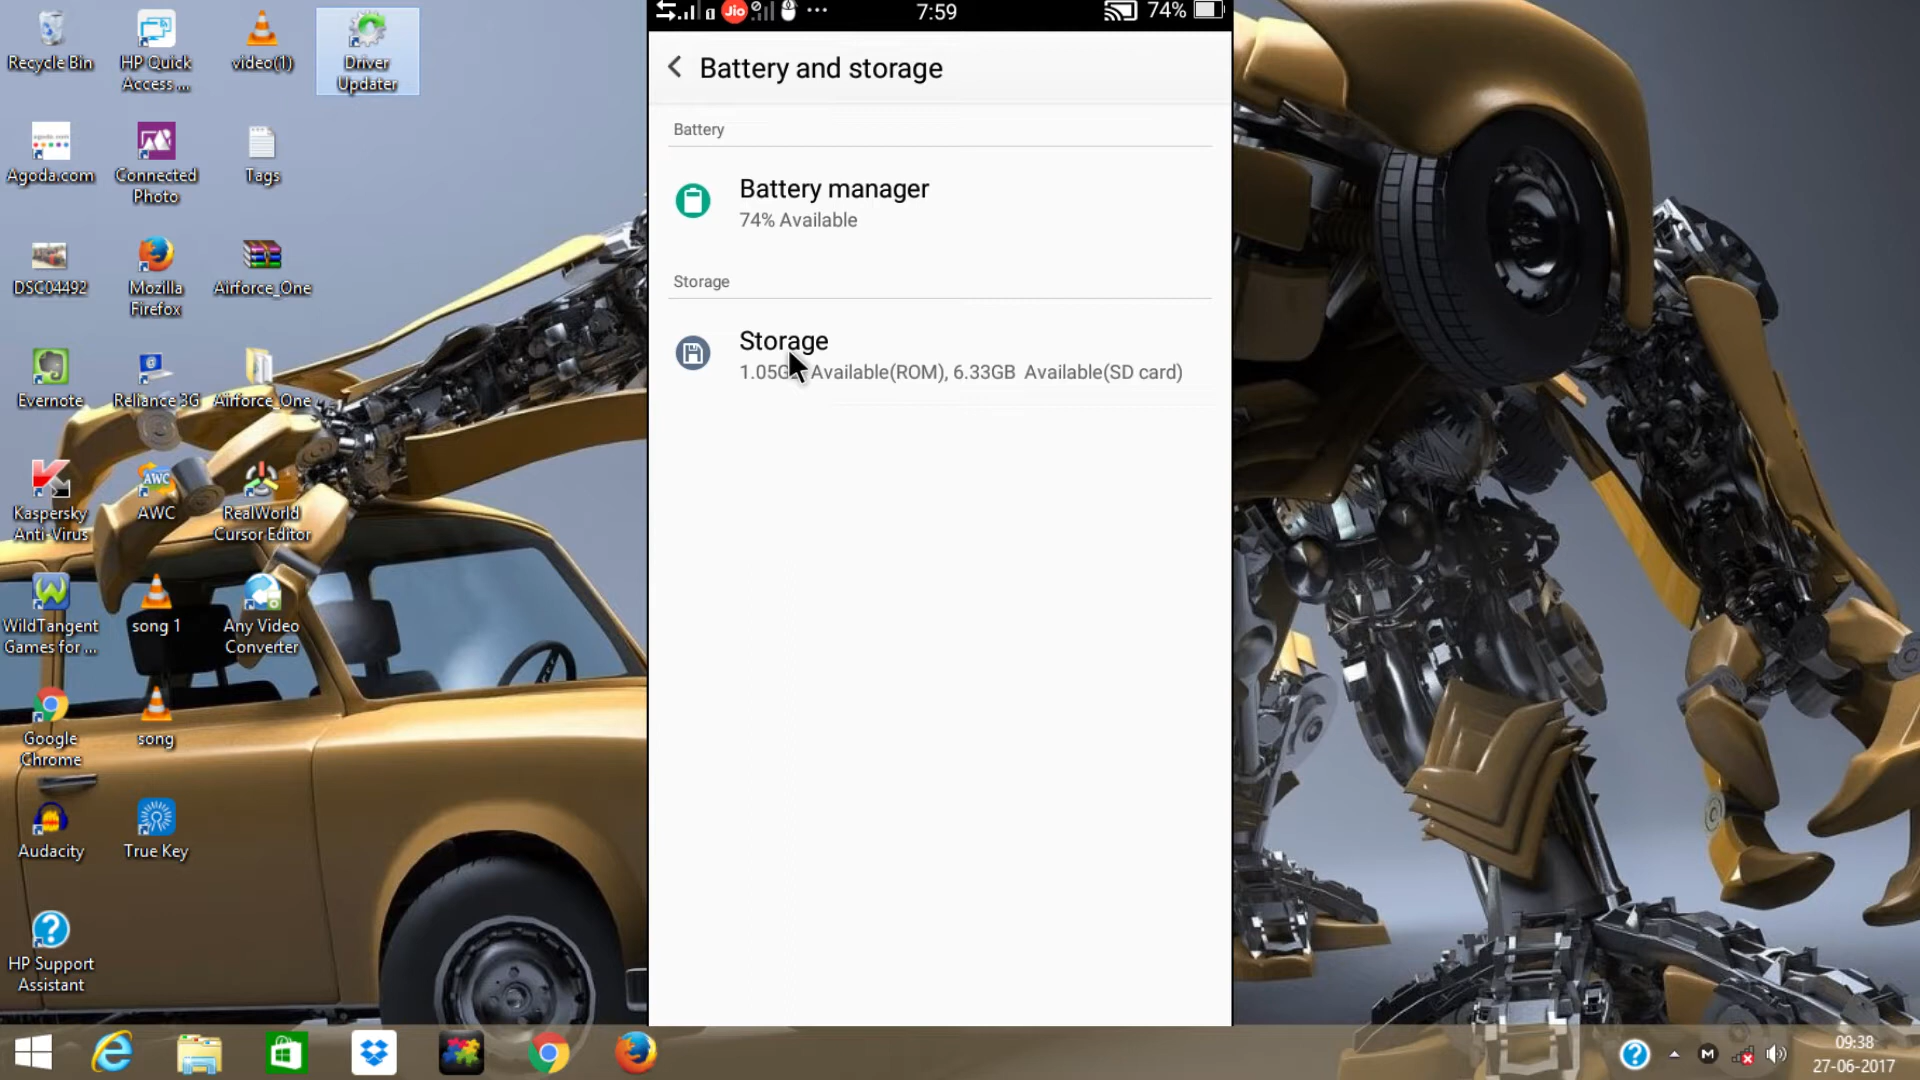 Recycle Bin
HP Quick
Access ...
video(1)
Driver
Updater
Agoda.com
Connected
Photo
Tags
DSC04492
Mozilla
Firefox
Airforce_One
Evernote
Reliance 3G
Airforce_One
Kaspersky
Anti-Virus
AWC
AWC
RealWorld
Cursor Editor
WildTangent
Games for ...
song 1
Any Video
Converter
Google
Chrome
song
Audacity
True Key
HP Support
Assistant
Jio
7:59
74%
Battery and storage
Battery
Battery manager
74% Available
Storage
Storage
Available(ROM), 6.33GB Available(SD card)
09:38
27-06-2017